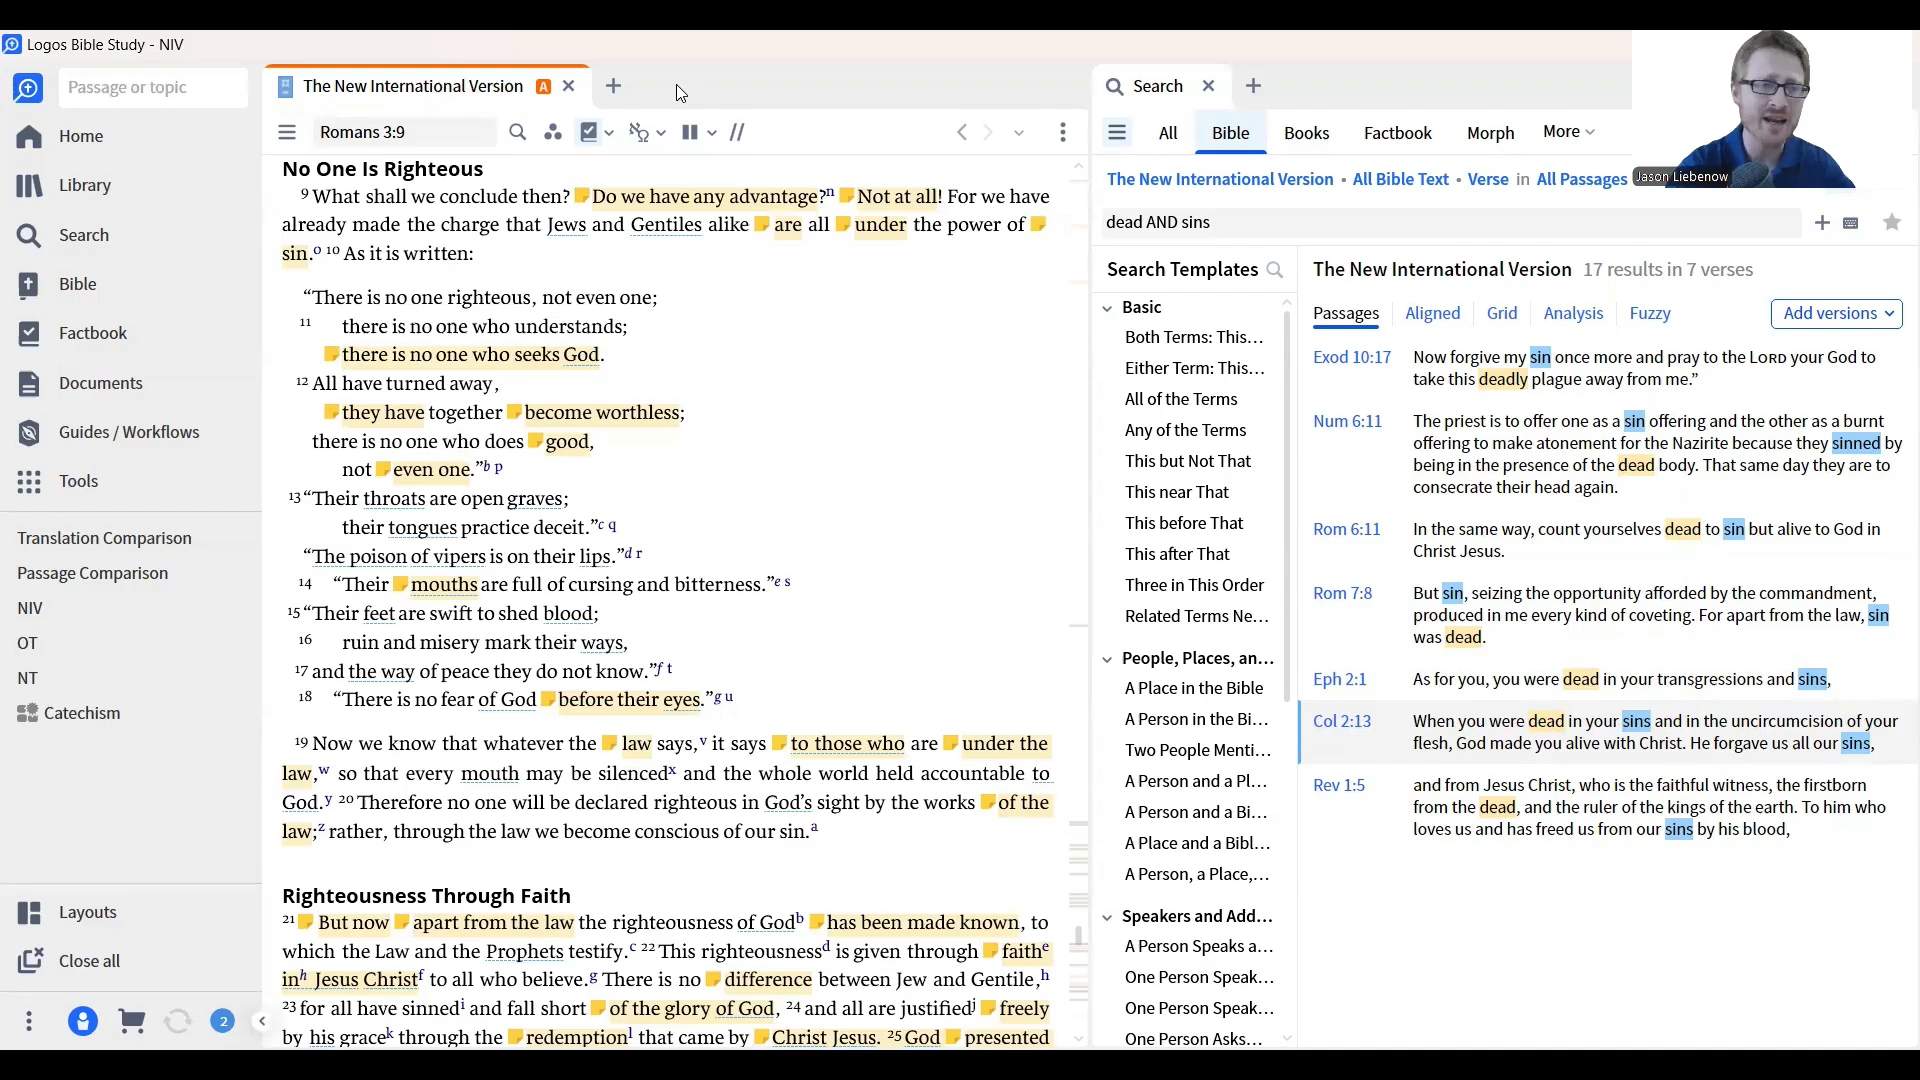 Logos Bible Study - NIV
Passage or topic
Home
Library
Search
Bible
Factbook
Documents
Guides / Workflows
Tools
Translation Comparison
Passage Comparison
NIV
OT
NT
Catechism
Layouts
Close all
2
The New International Version A
Romans 3:9
No One Is Righteous
9 What shall we conclude then? Do we have any advantage?n Not at all! For we have
already made the charge that Jews and Gentiles alike are all under the power of
sin.o 10 As it is written:
“There is no one righteous, not even one;
11 there is no one who understands;
there is no one who seeks God.
12 All have turned away,
they have together become worthless;
there is no one who does good,
not even one.”b p
13 “Their throats are open graves;
their tongues practice deceit.”c q
“The poison of vipers is on their lips.”d r
14 “Their mouths are full of cursing and bitterness.”e s
15 “Their feet are swift to shed blood;
16 ruin and misery mark their ways,
17 and the way of peace they do not know.”f t
18 “There is no fear of God before their eyes.”g u
19 Now we know that whatever the law says,v it says to those who are under the
law,w so that every mouth may be silencedx and the whole world held accountable to
God.y 20 Therefore no one will be declared righteous in God’s sight by the works of the
law;z rather, through the law we become conscious of our sin.a
Righteousness Through Faith
21 But now apart from the law the righteousness of Godb has been made known, to
which the Law and the Prophets testify.c 22 This righteousnessd is given through faithe
inh Jesus Christf to all who believe.g There is no difference between Jew and Gentile,h
23 for all have sinnedi and fall short of the glory of God, 24 and all are justifiedj freely
by his gracek through the redemptionl that came by Christ Jesus. 25 God presented
Search
All Bible Books Factbook Morph More
The New International Version • All Bible Text • Verse in All Passages
Jason Liebenow
dead AND sins
Search Templates
Basic
Both Terms: This...
Either Term: This...
All of the Terms
Any of the Terms
This but Not That
This near That
This before That
This after That
Three in This Order
Related Terms Ne...
People, Places, an...
A Place in the Bible
A Person in the Bi...
Two People Menti...
A Person and a Pl...
A Person and a Bi...
A Place and a Bibl...
A Person, a Place,...
Speakers and Add...
A Person Speaks a...
One Person Speak...
One Person Speak...
One Person Asks...
The New International Version 17 results in 7 verses
Passages Aligned Grid Analysis Fuzzy Add versions
Exod 10:17 Now forgive my sin once more and pray to the LORD your God to
take this deadly plague away from me.”
Num 6:11 The priest is to offer one as a sin offering and the other as a burnt
offering to make atonement for the Nazirite because they sinned by
being in the presence of the dead body. That same day they are to
consecrate their head again.
Rom 6:11 In the same way, count yourselves dead to sin but alive to God in
Christ Jesus.
Rom 7:8 But sin, seizing the opportunity afforded by the commandment,
produced in me every kind of coveting. For apart from the law, sin
was dead.
Eph 2:1 As for you, you were dead in your transgressions and sins,
Col 2:13 When you were dead in your sins and in the uncircumcision of your
flesh, God made you alive with Christ. He forgave us all our sins,
Rev 1:5 and from Jesus Christ, who is the faithful witness, the firstborn
from the dead, and the ruler of the kings of the earth. To him who
loves us and has freed us from our sins by his blood,